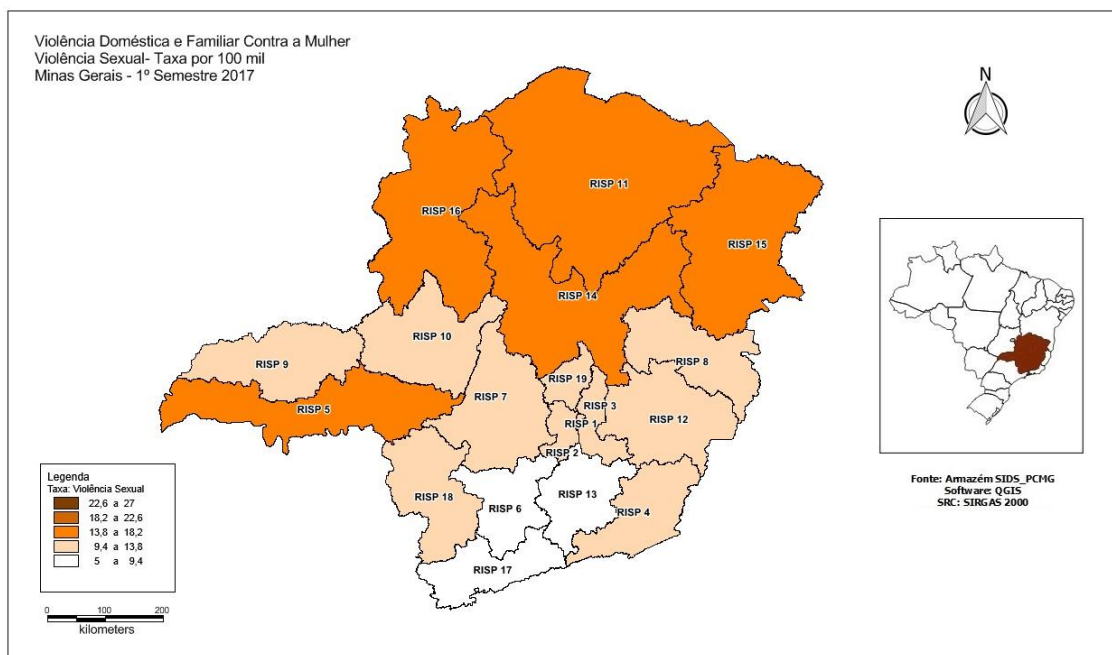 Violência Doméstica e Familiar Contra a Mulher
Violência Sexual- Taxa por 100 mil
Minas Gerais - 1º Semestre 2017
N
RISP 11
RISP 16
RISP 15
RISP 14
RISP 10
RISP 9
RISP 8
RISP 19
RISP 7
RISP 3
RISP 5
RISP 12
RISP 1
RISP 2
RISP 18
RISP 13
RISP 6
RISP 4
RISP 17
Legenda
Taxa: Violência Sexual
22,6 a 27
18,2 a 22,6
13,8 a 18,2
9,4 a 13,8
5 a 9,4
0 100 200
kilometers
Fonte: Armazém SIDS_PCMG
Software: QGIS
SRC: SIRGAS 2000